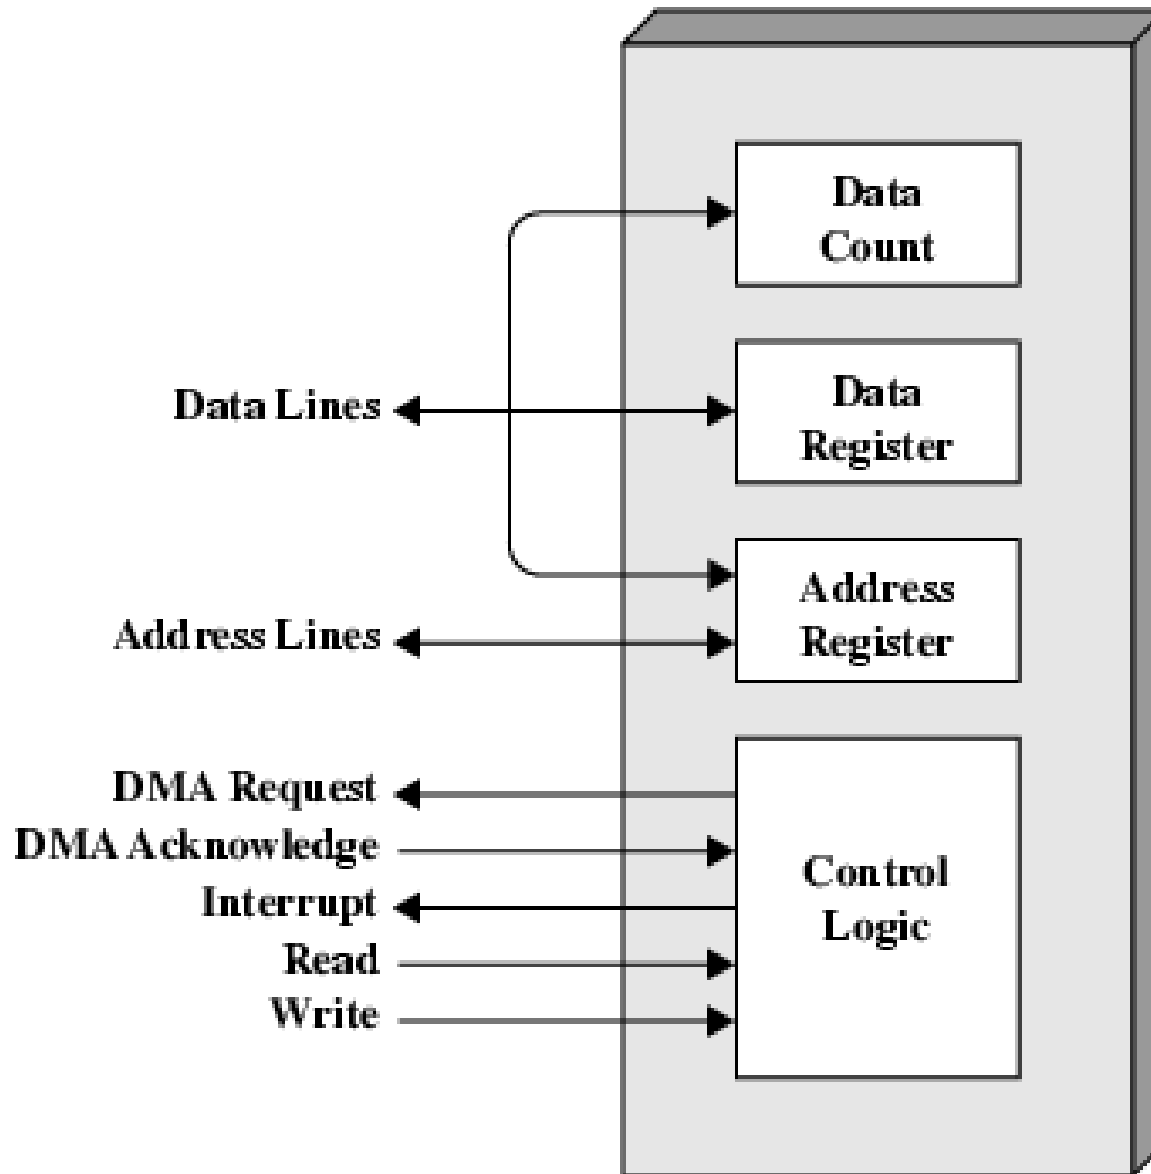 Data
Count
Data Lines
Data
Register
Address Lines
Address
Register
DMA Request
DMA Acknowledge
Interrupt
Read
Write
Control
Logic